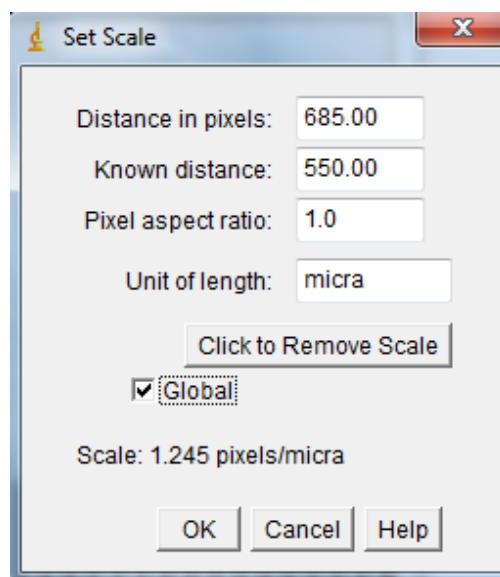 Set Scale
Distance in pixels: 685.00
Known distance: 550.00
Pixel aspect ratio: 1.0
Unit of length: micra
Click to Remove Scale
Global
Scale: 1.245 pixels/micra
OK Cancel Help